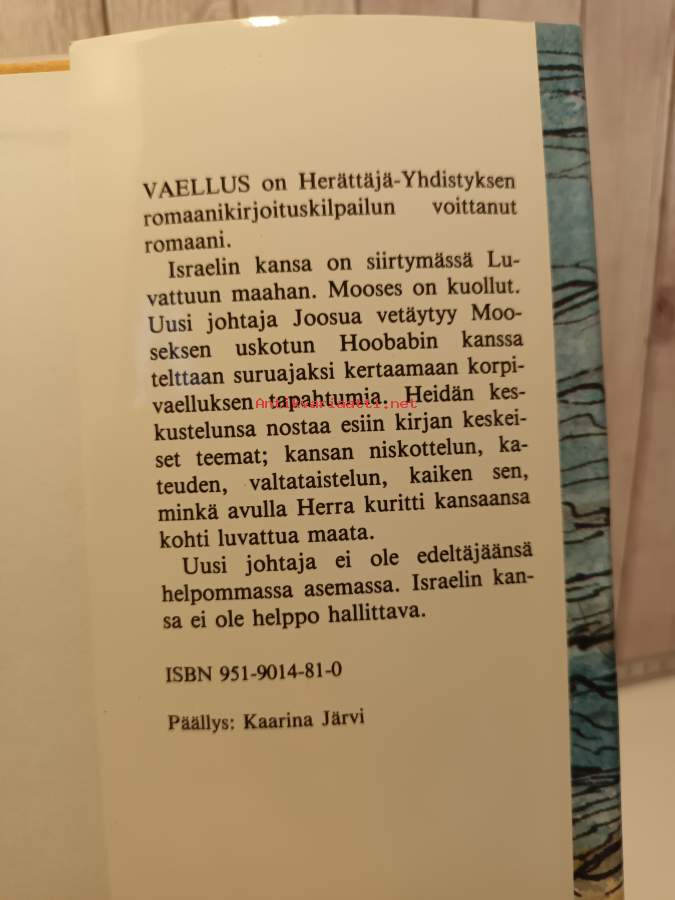 VAELLUS on Herättäjä-Yhdistyksen
romaanikirjoituskilpailun voittanut
romaani.
Israelin kansa on siirtymässä Lu-
vattuun maahan. Mooses on kuollut.
Uusi johtaja Joosua vetäytyy Moo-
seksen uskotun Hoobabin kanssa
telttaan suruajaksi kertaamaan korpi-
vaelluksen tapahtumia. Heidän kes-
Antikvariaatti.net
kustelunsa nostaa esiin kirjan keskei-
set teemat; kansan niskottelun, ka-
teuden, valtataistelun, kaiken sen,
minkä avulla Herra kuritti kansaansa
kohti luvattua maata.
Uusi johtaja ei ole edeltäjäänsä
helpommassa asemassa. Israelin kan-
sa ei ole helppo hallittava.
ISBN 951-9014-81-0
Päällys: Kaarina Järvi